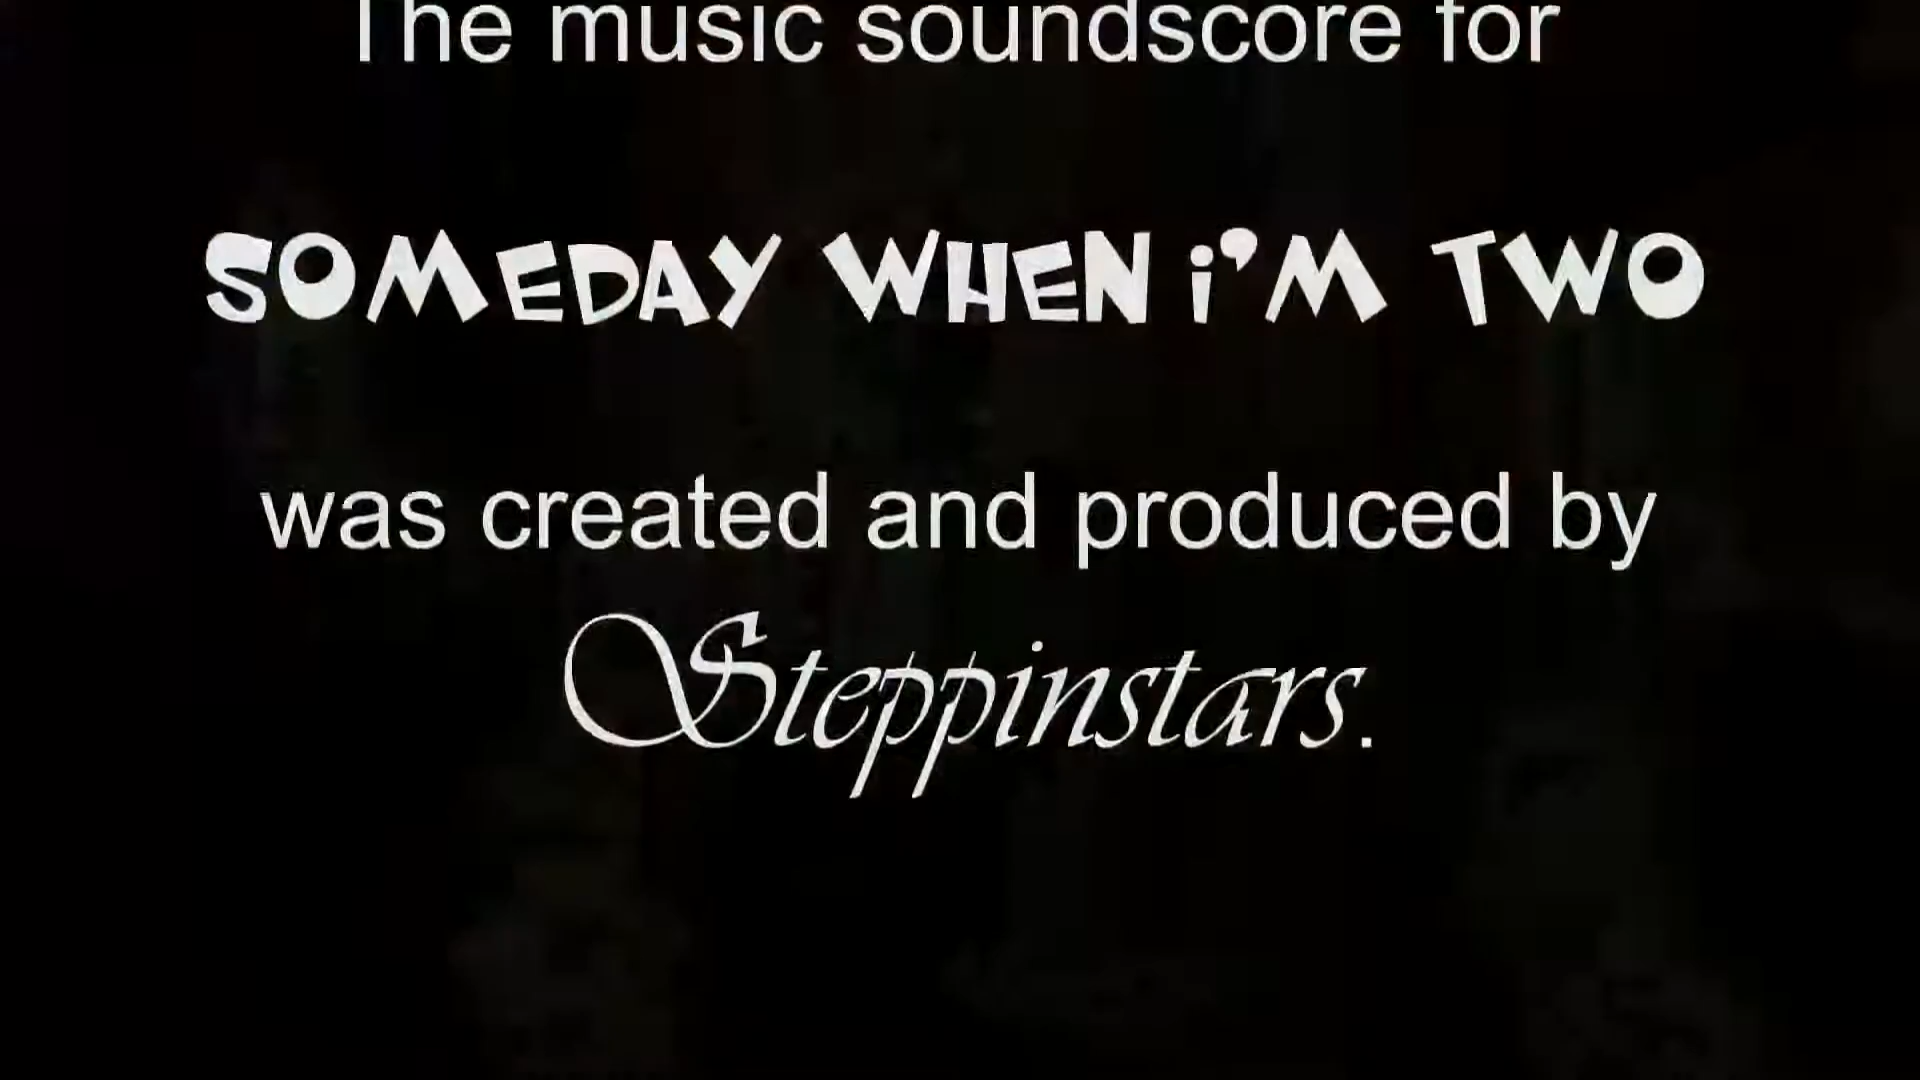 The music soundscore for
SOMEDAY WHEN i'M TWO
was created and produced by
Steppinstars.